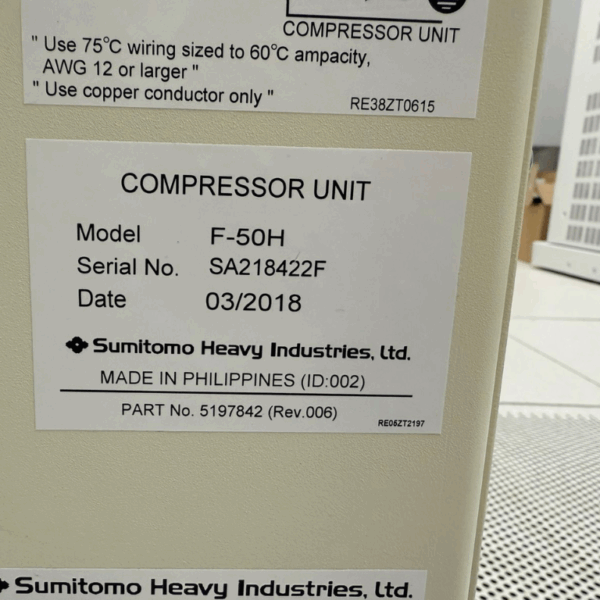 COMPRESSOR UNIT
" Use 75°C wiring sized to 60°C ampacity,
AWG 12 or larger "
" Use copper conductor only "
RE38ZT0615
COMPRESSOR UNIT
Model F-50H
Serial No. SA218422F
Date 03/2018
Sumitomo Heavy Industries, Ltd.
MADE IN PHILIPPINES (ID:002)
PART No. 5197842 (Rev.006)
RE06ZT2197
Sumitomo Heavy Industries, Ltd.